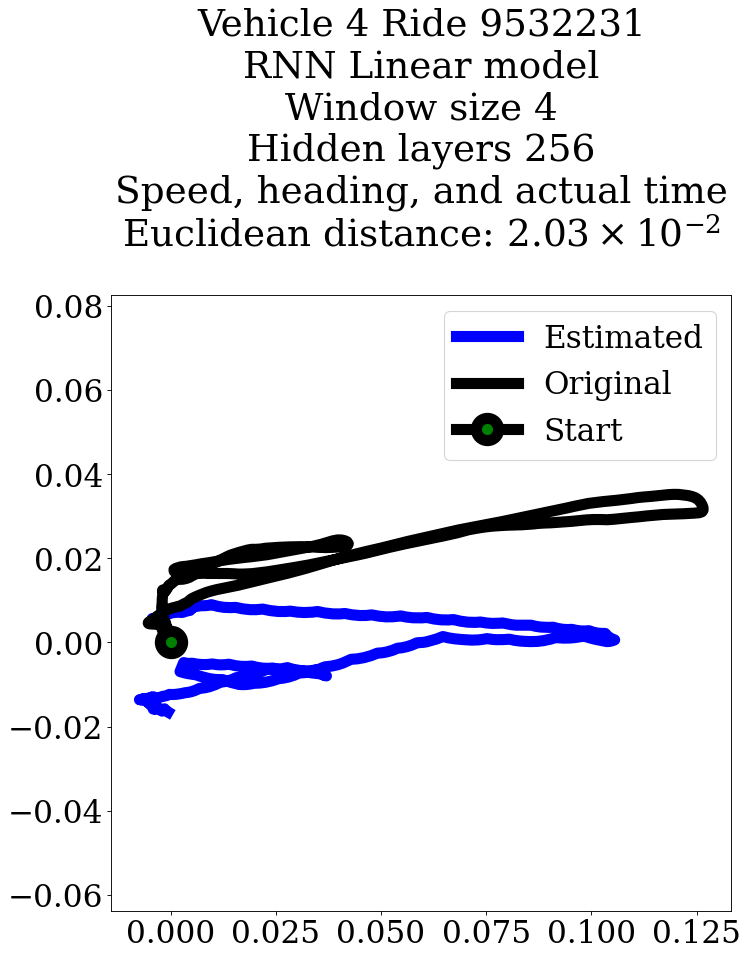 Vehicle 4 Ride 9532231
RNN Linear model
Window size 4
Hidden layers 256
Speed, heading, and actual time
Euclidean distance: 2.03 × 10⁻²
0.08
0.06
0.04
0.02
0.00
−0.02
−0.04
−0.06
Estimated
Original
Start
0.000 0.025 0.050 0.075 0.100 0.125